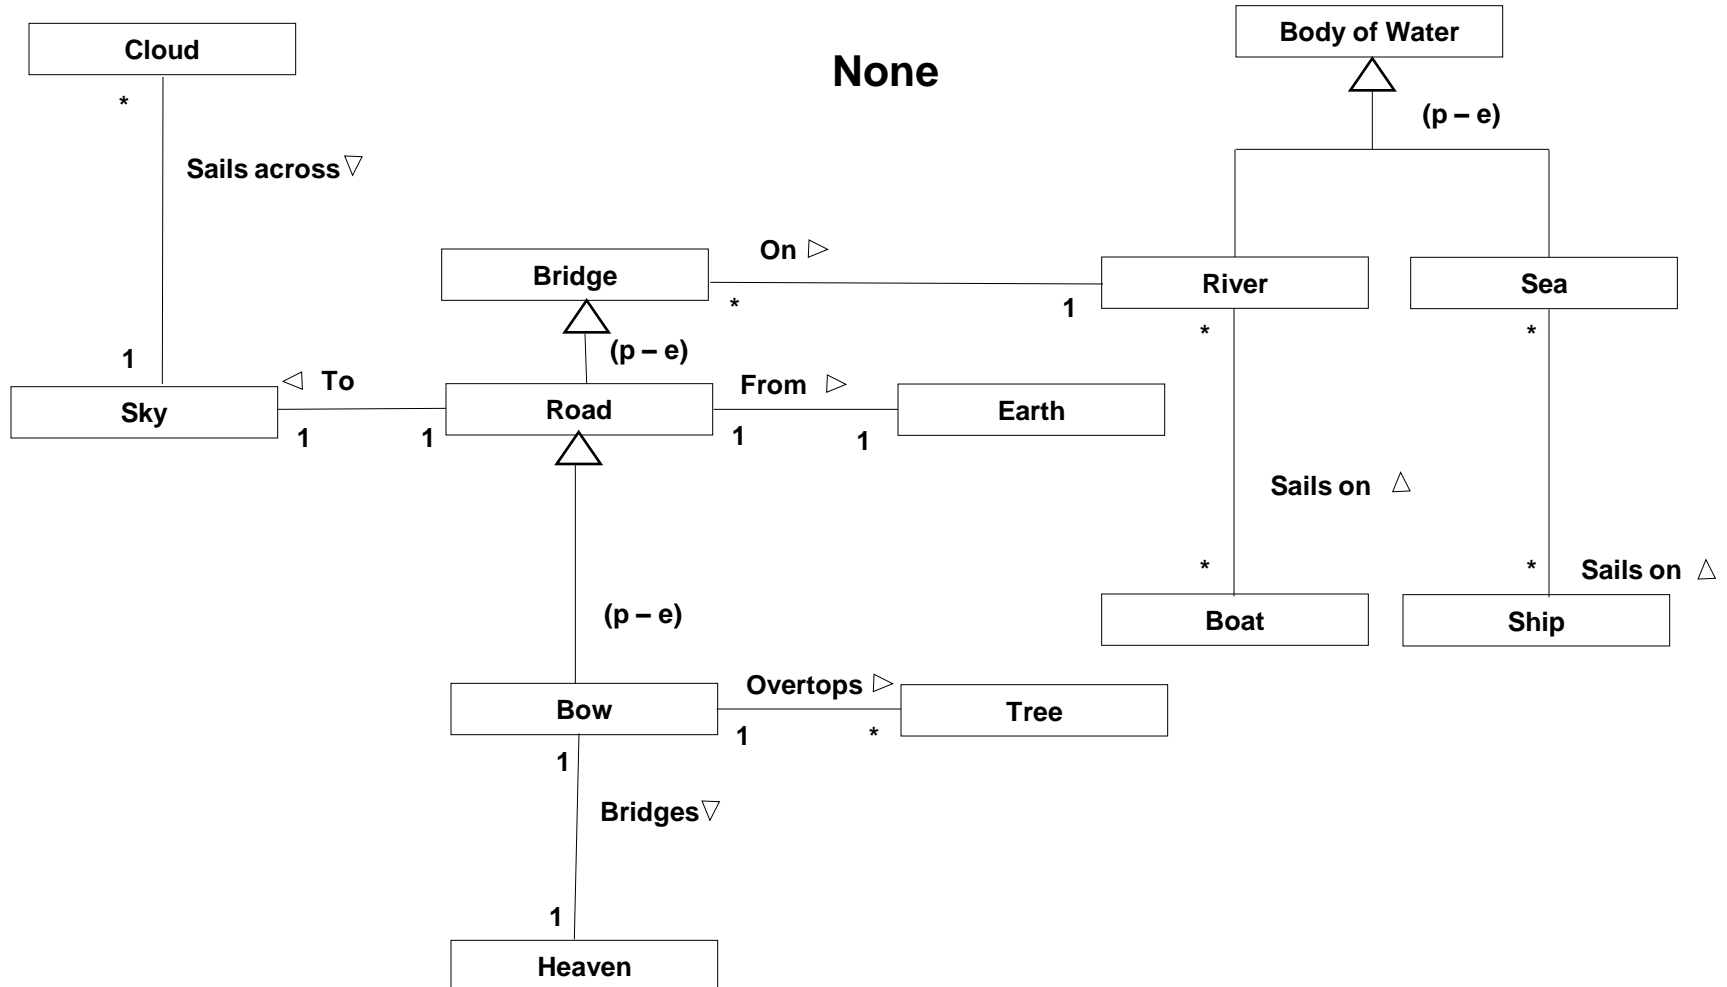 Body of Water
Cloud
None
*
(p – e)
Sails across
On
Bridge
River
Sea
*
1
*
*
1
(p – e)
To
From
Sky
Road
Earth
1
1
1
1
Sails on
*
*
Sails on
(p – e)
Boat
Ship
Overtops
Bow
Tree
1
*
1
Bridges
1
Heaven